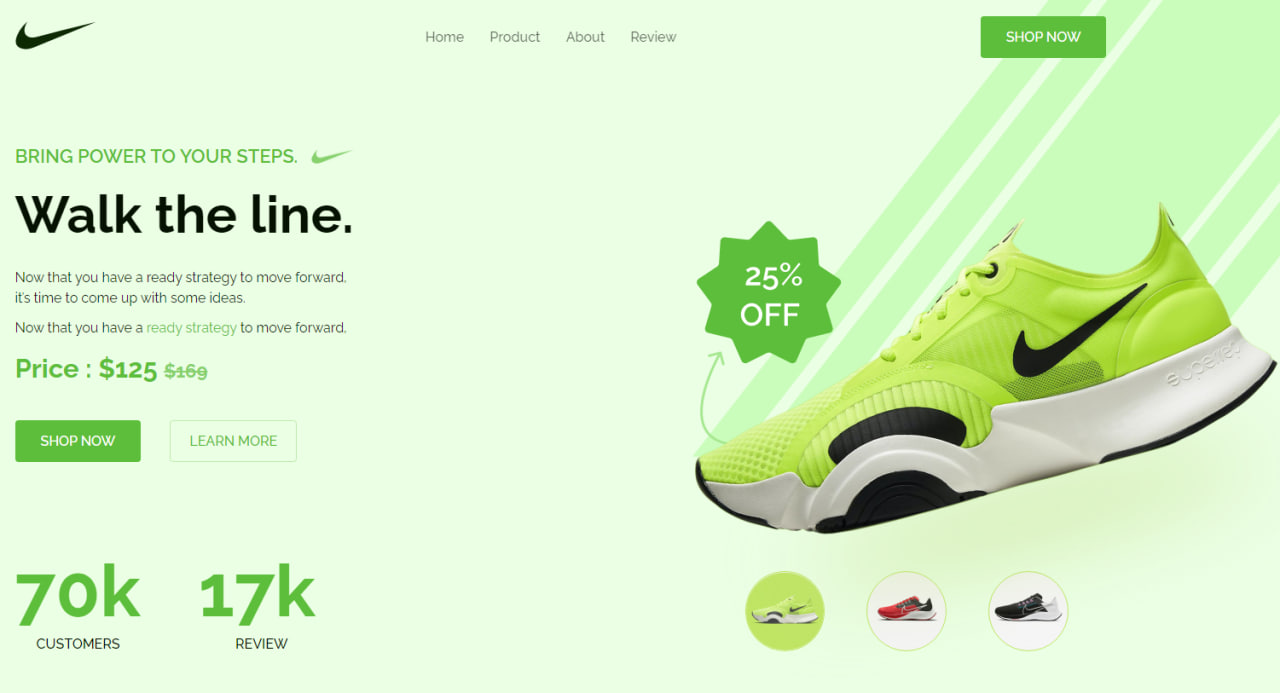 Home Product About Review SHOP NOW
BRING POWER TO YOUR STEPS.
Walk the line.
Now that you have a ready strategy to move forward,
it's time to come up with some ideas.
Now that you have a ready strategy to move forward,
Price : $125 $169
SHOP NOW LEARN MORE
70k 17k
CUSTOMERS REVIEW
25%
OFF
superrep